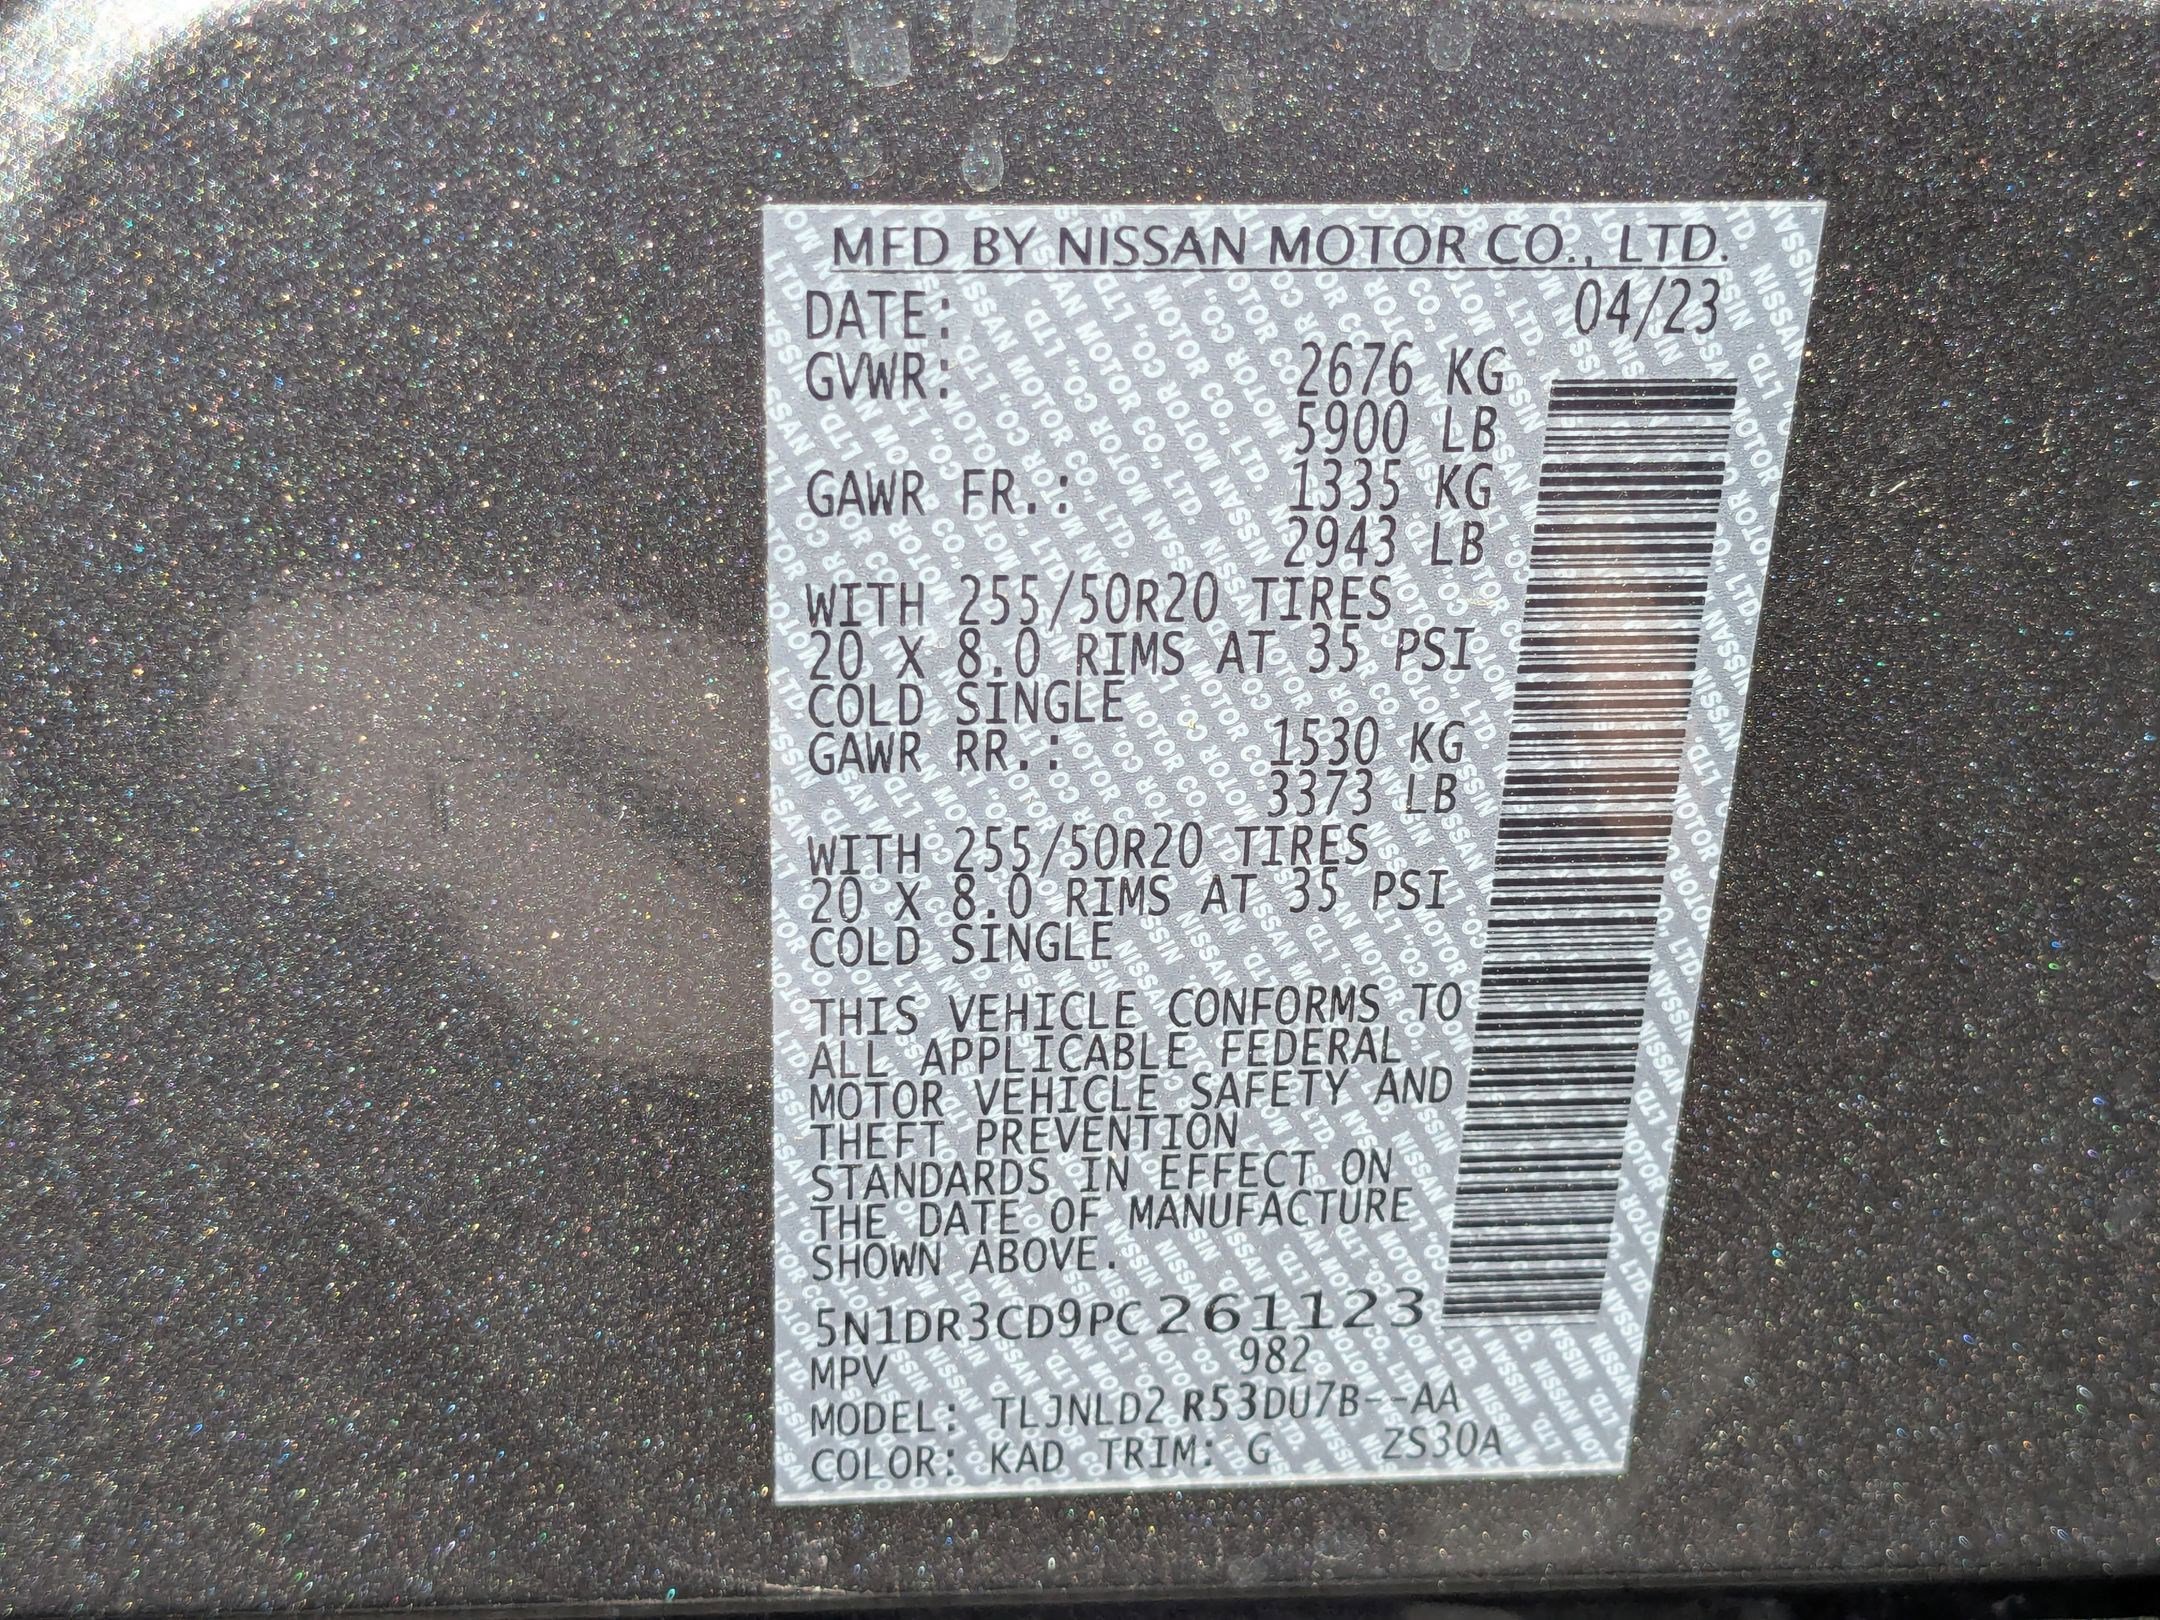 MFD BY NISSAN MOTOR CO., LTD.
DATE: 04/23
GVWR: 2676 KG
5900 LB
GAWR FR.: 1335 KG
2943 LB
WITH 255/50R20 TIRES
20 X 8.0 RIMS AT 35 PSI
COLD SINGLE
GAWR RR.: 1530 KG
3373 LB
WITH 255/50R20 TIRES
20 X 8.0 RIMS AT 35 PSI
COLD SINGLE
THIS VEHICLE CONFORMS TO
ALL APPLICABLE FEDERAL
MOTOR VEHICLE SAFETY AND
THEFT PREVENTION
STANDARDS IN EFFECT ON
THE DATE OF MANUFACTURE
SHOWN ABOVE.
5N1DR3CD9PC261123
MPV 982
MODEL: TLJNLD2 R53DU7B--AA
COLOR: KAD TRIM: G ZS30A